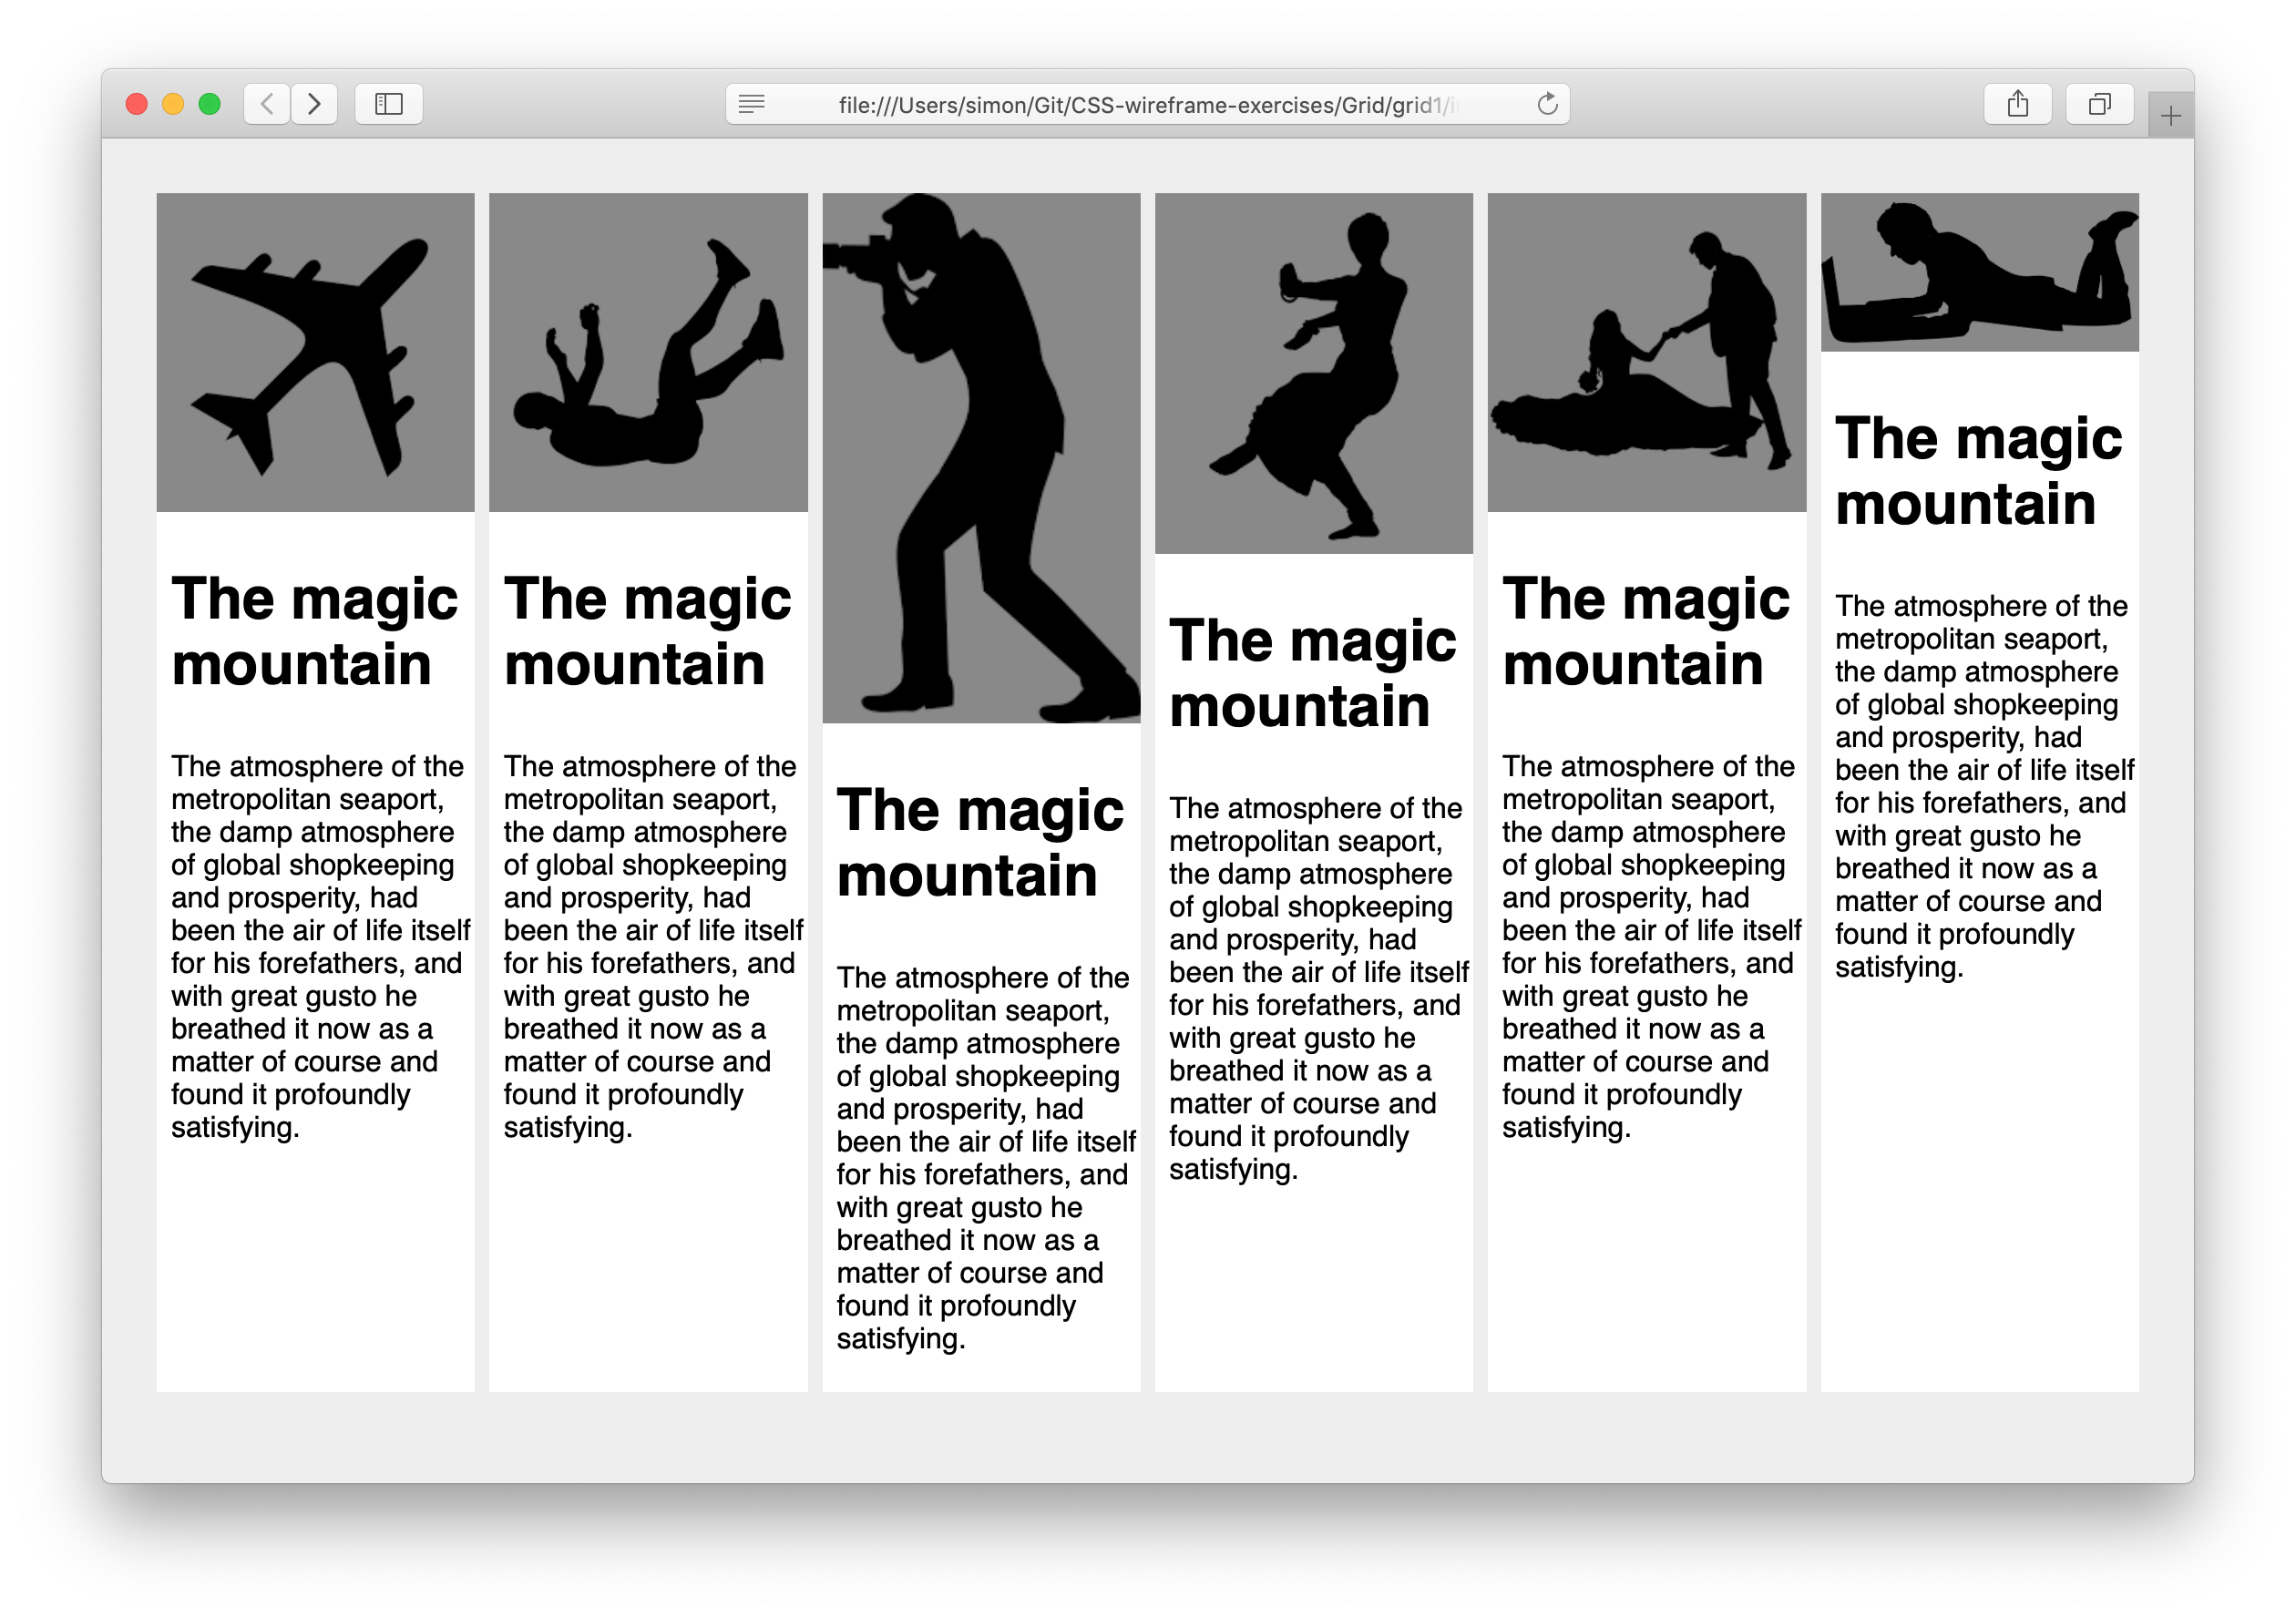 file:///Users/simon/Git/CSS-wireframe-exercises/Grid/grid1/i
The magic
mountain
The atmosphere of the
metropolitan seaport,
the damp atmosphere
of global shopkeeping
and prosperity, had
been the air of life itself
for his forefathers, and
with great gusto he
breathed it now as a
matter of course and
found it profoundly
satisfying.
The magic
mountain
The atmosphere of the
metropolitan seaport,
the damp atmosphere
of global shopkeeping
and prosperity, had
been the air of life itself
for his forefathers, and
with great gusto he
breathed it now as a
matter of course and
found it profoundly
satisfying.
The magic
mountain
The atmosphere of the
metropolitan seaport,
the damp atmosphere
of global shopkeeping
and prosperity, had
been the air of life itself
for his forefathers, and
with great gusto he
breathed it now as a
matter of course and
found it profoundly
satisfying.
The magic
mountain
The atmosphere of the
metropolitan seaport,
the damp atmosphere
of global shopkeeping
and prosperity, had
been the air of life itself
for his forefathers, and
with great gusto he
breathed it now as a
matter of course and
found it profoundly
satisfying.
The magic
mountain
The atmosphere of the
metropolitan seaport,
the damp atmosphere
of global shopkeeping
and prosperity, had
been the air of life itself
for his forefathers, and
with great gusto he
breathed it now as a
matter of course and
found it profoundly
satisfying.
The magic
mountain
The atmosphere of the
metropolitan seaport,
the damp atmosphere
of global shopkeeping
and prosperity, had
been the air of life itself
for his forefathers, and
with great gusto he
breathed it now as a
matter of course and
found it profoundly
satisfying.